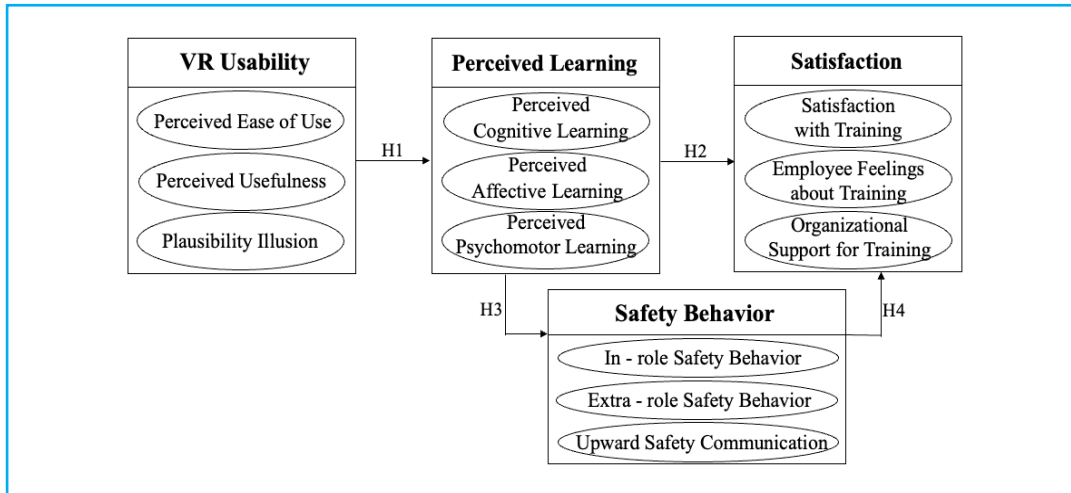 VR Usability
Perceived Ease of Use
Perceived Usefulness
Plausibility Illusion
H1
Perceived Learning
Perceived
Cognitive Learning
Perceived
Affective Learning
Perceived
Psychomotor Learning
H2
Satisfaction
Satisfaction
with Training
Employee Feelings
about Training
Organizational
Support for Training
H3
Safety Behavior
In - role Safety Behavior
Extra - role Safety Behavior
Upward Safety Communication
H4